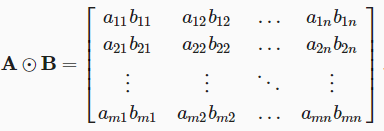 a₁₁b₁₁ a₁₂b₁₂ … a₁ₙb₁ₙ
a₂₁b₂₁ a₂₂b₂₂ … a₂ₙb₂ₙ
A ⊙ B = ⋮ ⋮ ⋱ ⋮ .
aₘ₁bₘ₁ aₘ₂bₘ₂ … aₘₙbₘₙ